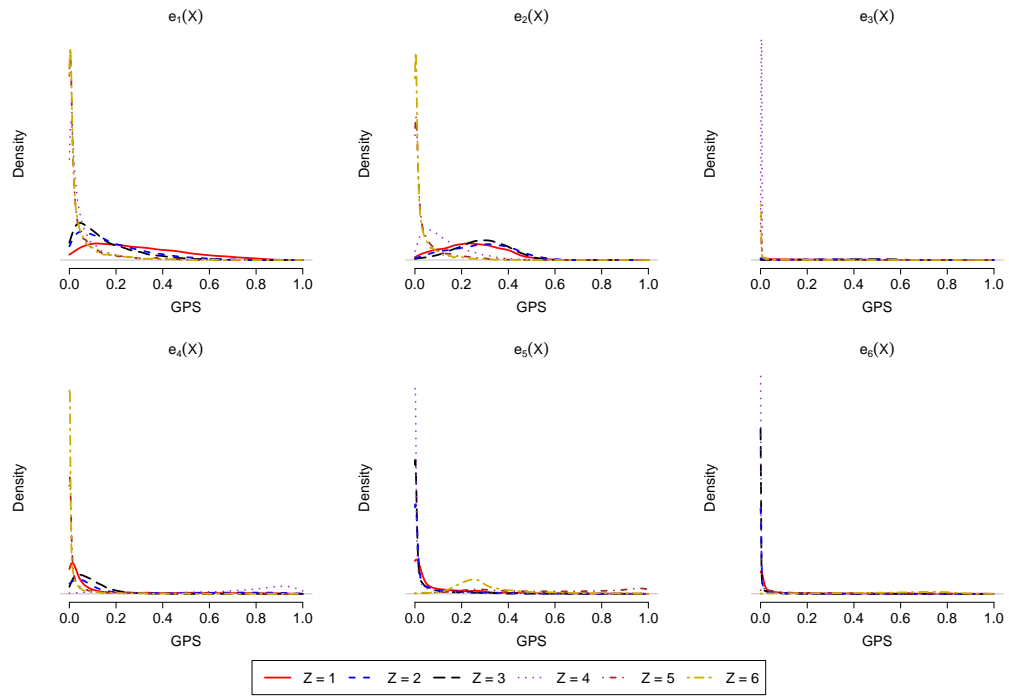 e₁(X) e₂(X) e₃(X)
Density Density Density
0.0 0.2 0.4 0.6 0.8 1.0 0.0 0.2 0.4 0.6 0.8 1.0 0.0 0.2 0.4 0.6 0.8 1.0
GPS GPS GPS
e₄(X) e₅(X) e₆(X)
Density Density Density
0.0 0.2 0.4 0.6 0.8 1.0 0.0 0.2 0.4 0.6 0.8 1.0 0.0 0.2 0.4 0.6 0.8 1.0
GPS GPS GPS
Z = 1 Z = 2 Z = 3 Z = 4 Z = 5 Z = 6